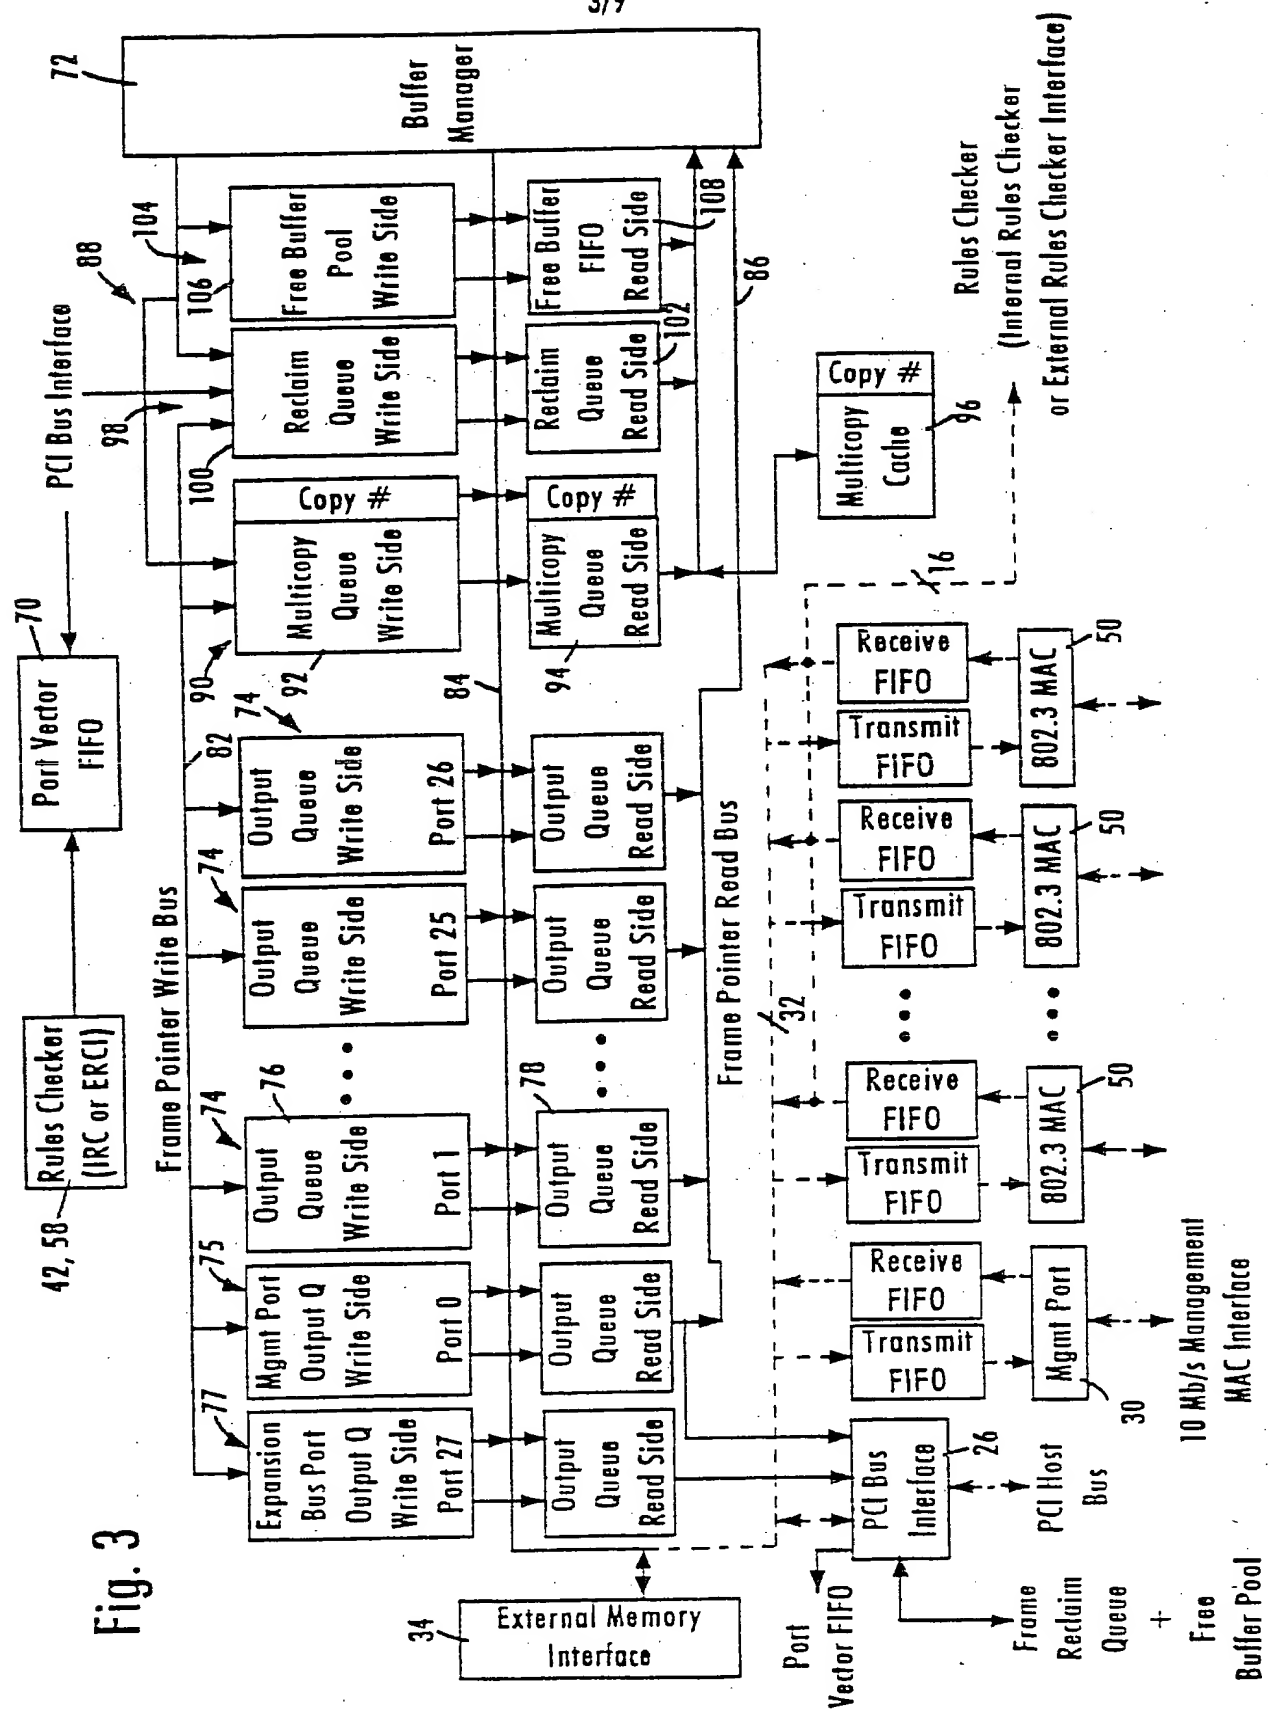 3/9
Fig. 3
42, 58
Rules Checker
(IRC or ERCI)
70
Port Vector
FIFO
PCI Bus Interface
72
Buffer
Manager
Frame Pointer Write Bus
82
88
98
104
77
Expansion
Bus Port
Output Q
Write Side
Port 27
75
Mgmt Port
Output Q
Write Side
Port 0
74
76
Output
Queue
Write Side
Port 1
74
Output
Queue
Write Side
Port 25
74
Output
Queue
Write Side
Port 26
90
92
Multicopy
Queue
Write Side
Copy #
100
Reclaim
Queue
Write Side
106
Free Buffer
Pool
Write Side
84
Output
Queue
Read Side
Output
Queue
Read Side
78
Output
Queue
Read Side
Output
Queue
Read Side
Output
Queue
Read Side
94
Multicopy
Queue
Read Side
Copy #
Reclaim
Queue
Read Side
102
Free Buffer
FIFO
Read Side
108
Frame Pointer Read Bus
86
34
External Memory
Interface
32
16
Multicopy
Cache
Copy #
96
Rules Checker
(Internal Rules Checker
or External Rules Checker Interface)
Port
Vector FIFO
PCI Bus
Interface
26
PCI Host
Bus
Frame
Reclaim
Queue
+
Free
Buffer Pool
Transmit
FIFO
Receive
FIFO
Mgmt Port
30
10 Mb/s Management
MAC Interface
Transmit
FIFO
Receive
FIFO
802.3 MAC
50
Transmit
FIFO
Receive
FIFO
802.3 MAC
50
Transmit
FIFO
Receive
FIFO
802.3 MAC
50